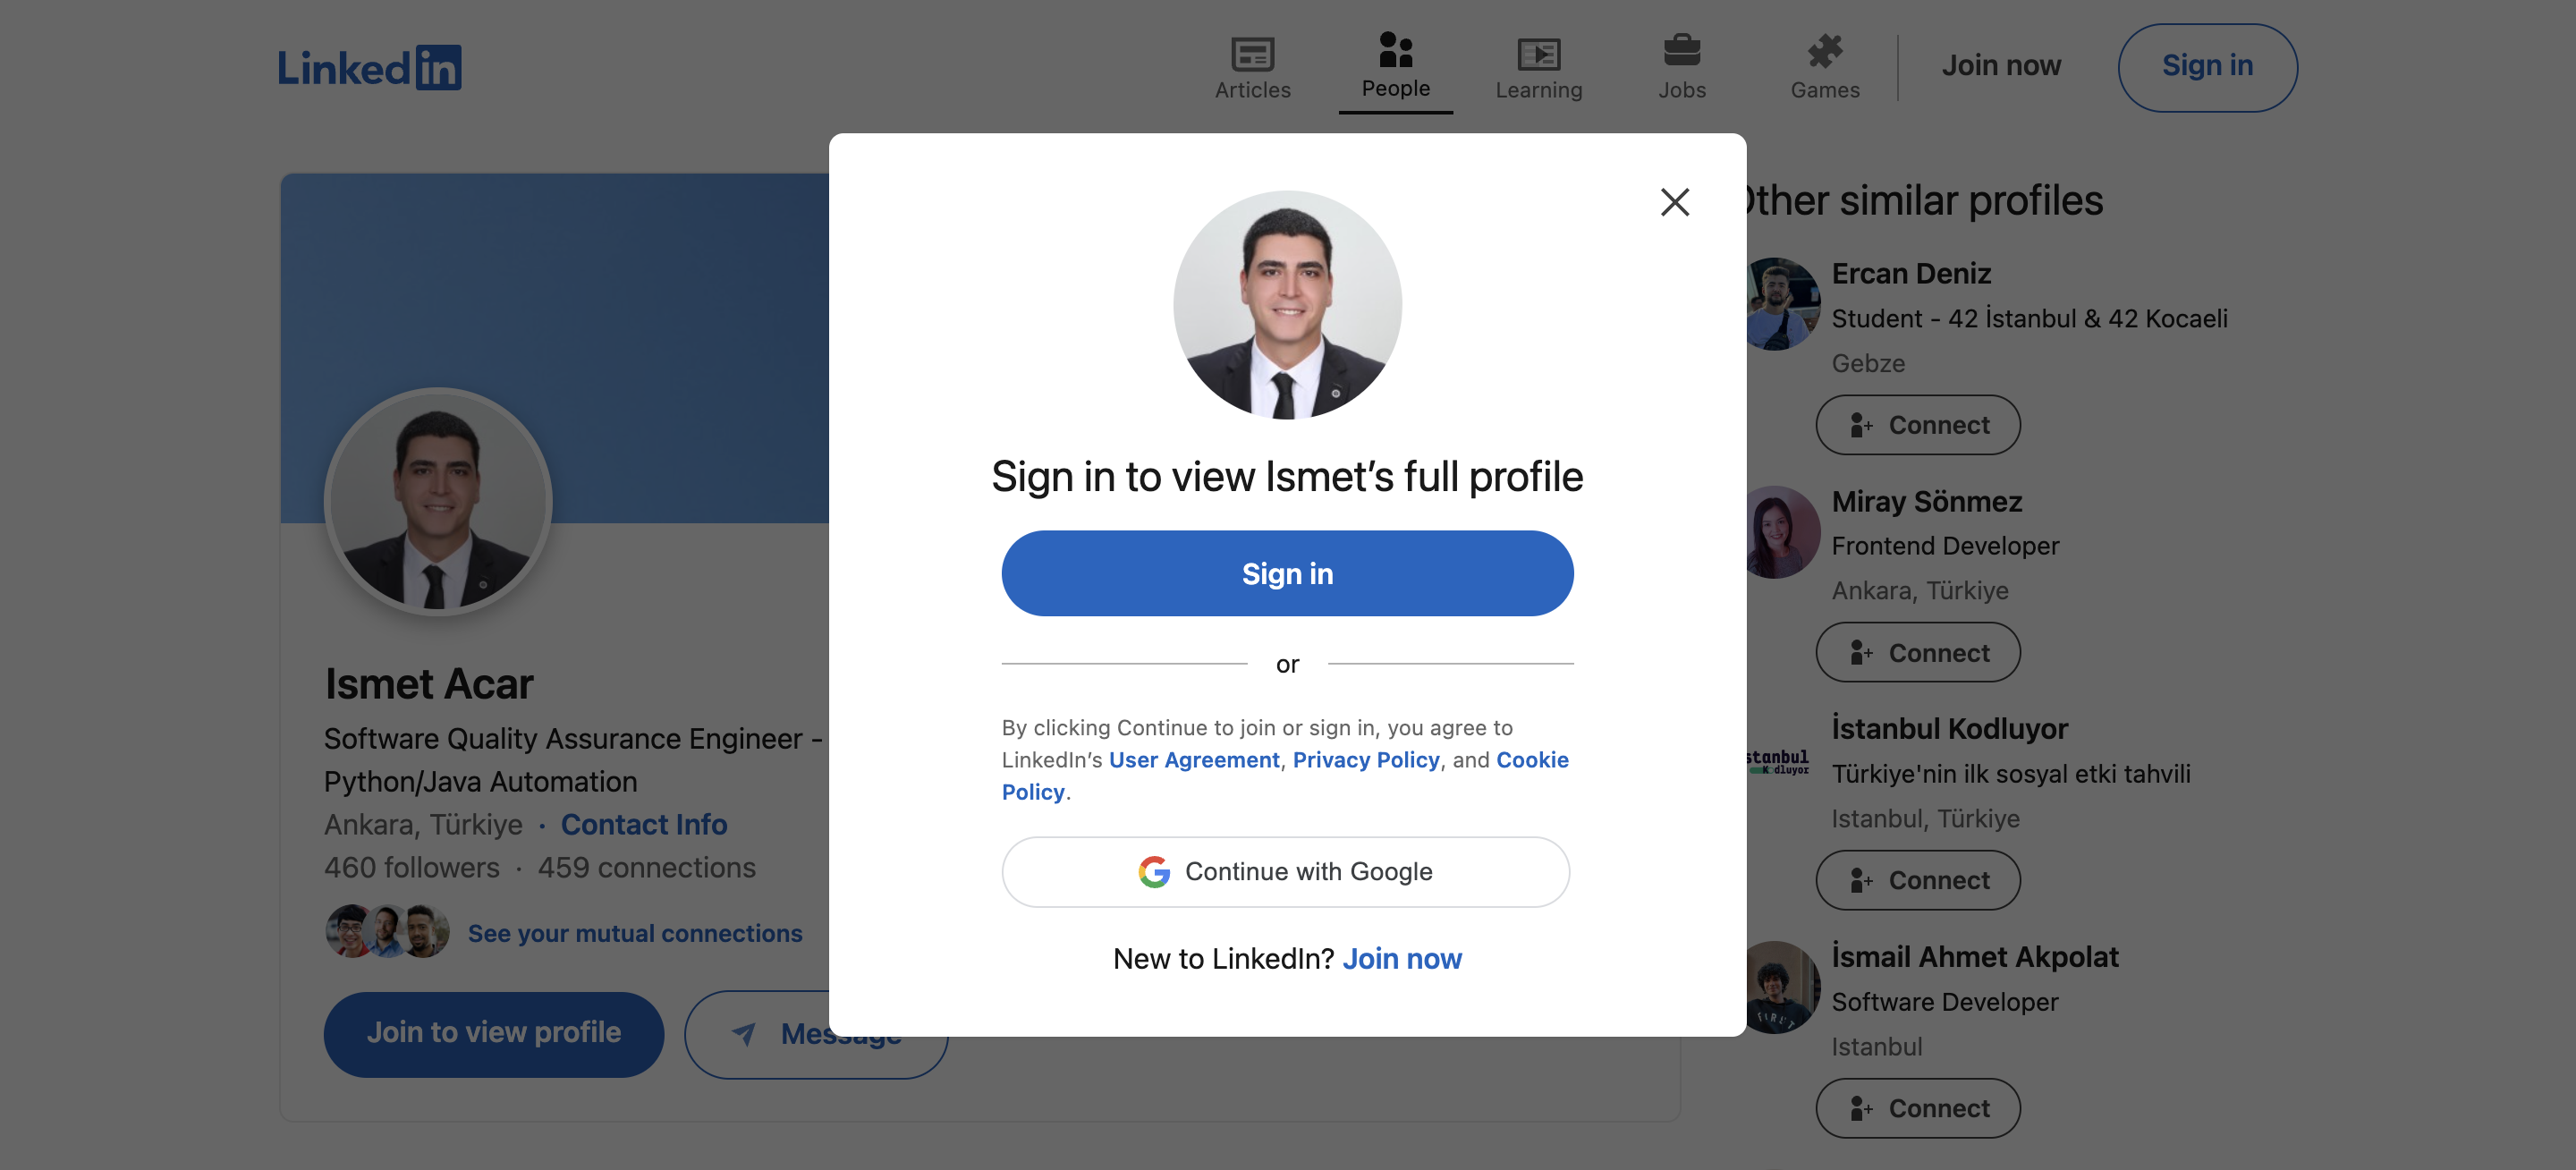 LinkedIn
Articles
People
Learning
Jobs
Games
Join now
Sign in
Ismet Acar
Software Quality Assurance Engineer -
Python/Java Automation
Ankara, Türkiye · Contact Info
460 followers · 459 connections
See your mutual connections
Join to view profile
Message
Sign in to view Ismet’s full profile
Sign in
or
By clicking Continue to join or sign in, you agree to
LinkedIn’s User Agreement, Privacy Policy, and Cookie
Policy.
Continue with Google
New to LinkedIn? Join now
Other similar profiles
Ercan Deniz
Student - 42 İstanbul & 42 Kocaeli
Gebze
Connect
Miray Sönmez
Frontend Developer
Ankara, Türkiye
Connect
İstanbul Kodluyor
Türkiye'nin ilk sosyal etki tahvili
Istanbul, Türkiye
Connect
İsmail Ahmet Akpolat
Software Developer
Istanbul
Connect